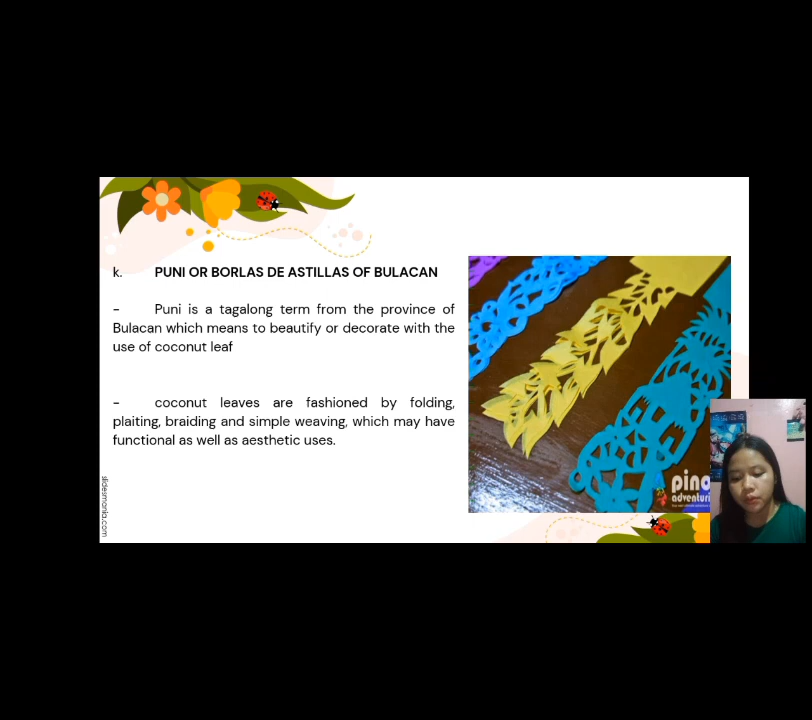 k. PUNI OR BORLAS DE ASTILLAS OF BULACAN
- Puni is a tagalong term from the province of
Bulacan which means to beautify or decorate with the
use of coconut leaf
- coconut leaves are fashioned by folding,
plaiting, braiding and simple weaving, which may have
functional as well as aesthetic uses.
slidesmania.com